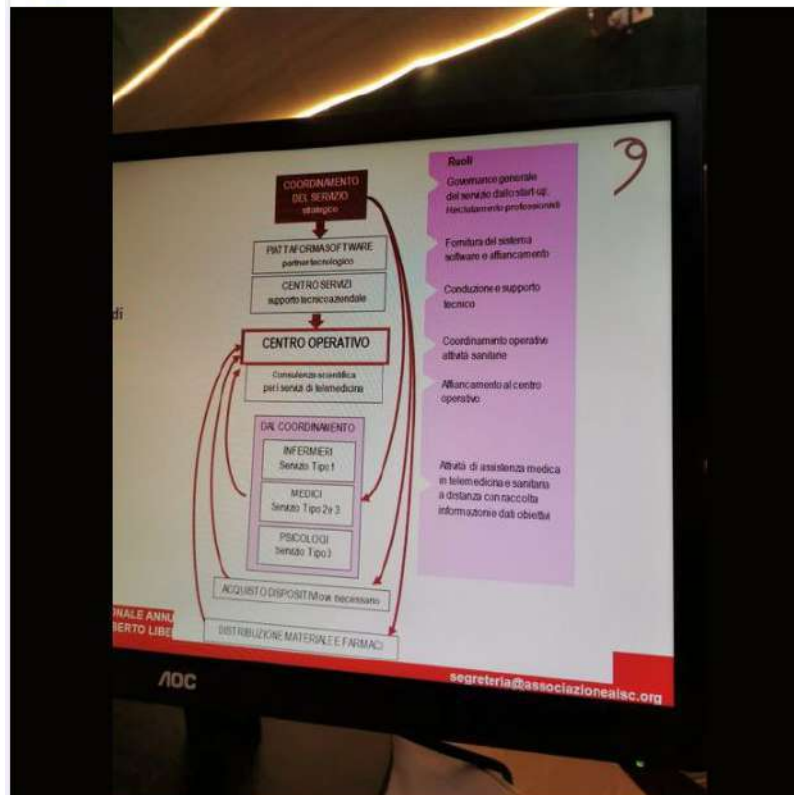 COORDINAMENTO
DEL SERVIZIO
strategico
PIATTAFORMA SOFTWARE
partner tecnologico
CENTRO SERVIZI
supporto tecnico aziendale
CENTRO OPERATIVO
Consulenza scientifica
per i servizi di telemedicina
DAL COORDINAMENTO
INFERMIERI
Servizio Tipo 1
MEDICI
Servizio Tipo 2 e 3
PSICOLOGI
Servizio Tipo
ACQUISTO DISPOSITIVI ove necessario
DISTRIBUZIONE MATERIALE E FARMACI
Ruoli
Governance generale
del servizio dallo start-up,
Reclutamento professionisti
Fornitura del sistema
software e affiancamento
Conduzione e supporto
tecnico
Coordinamento operativo
attività sanitarie
Affiancamento al centro
operativo
Attività di assistenza medica
in telemedicina e sanitaria
a distanza con raccolta
informazioni e dati obiettivi
di
ONALE ANNU
BERTO LIBE
segreteria@associazioneaisc.org
AOC